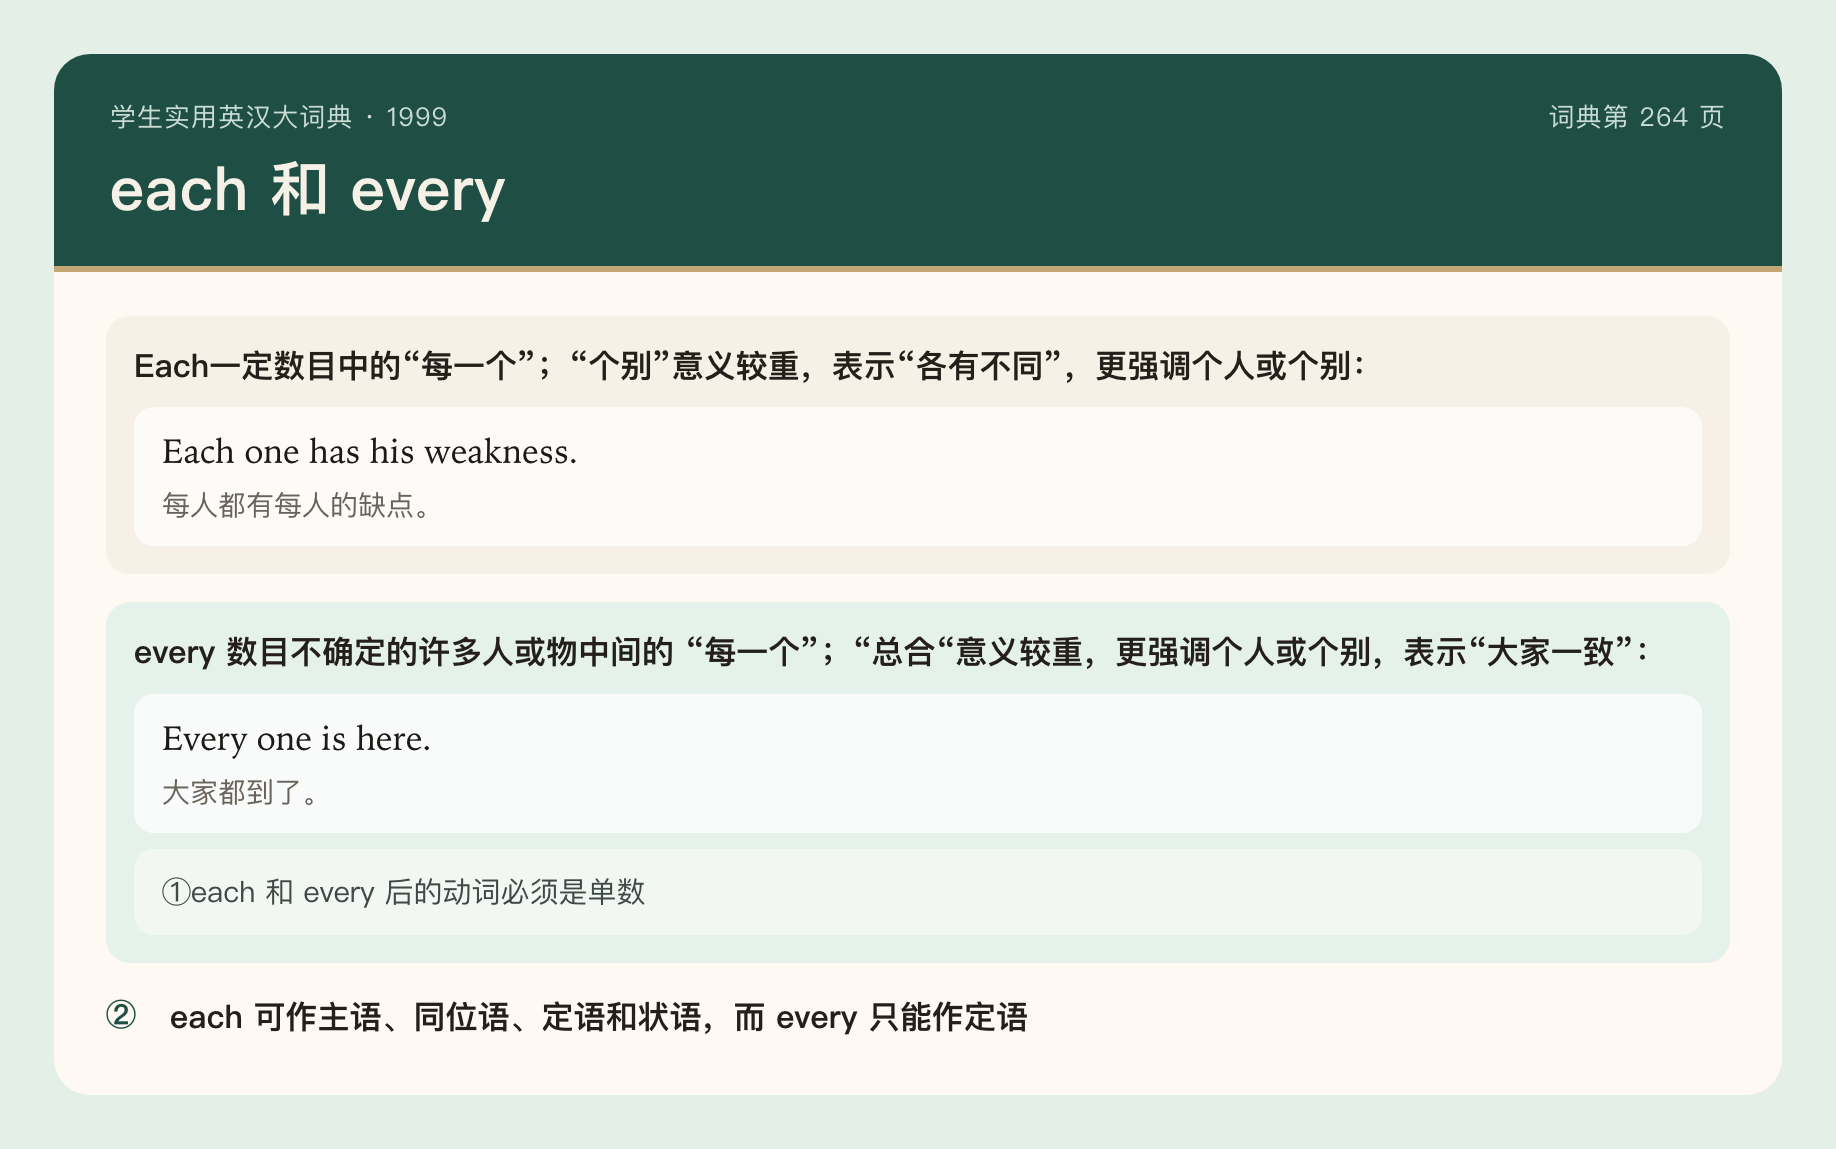 学生实用英汉大词典 · 1999
词典第 264 页
each 和 every
Each一定数目中的“每一个”；“个别”意义较重，表示“各有不同”，更强调个人或个别：
Each one has his weakness.
每人都有每人的缺点。
every 数目不确定的许多人或物中间的 “每一个”；“总合“意义较重，更强调个人或个别，表示“大家一致”：
Every one is here.
大家都到了。
①each 和 every 后的动词必须是单数
② each 可作主语、同位语、定语和状语，而 every 只能作定语